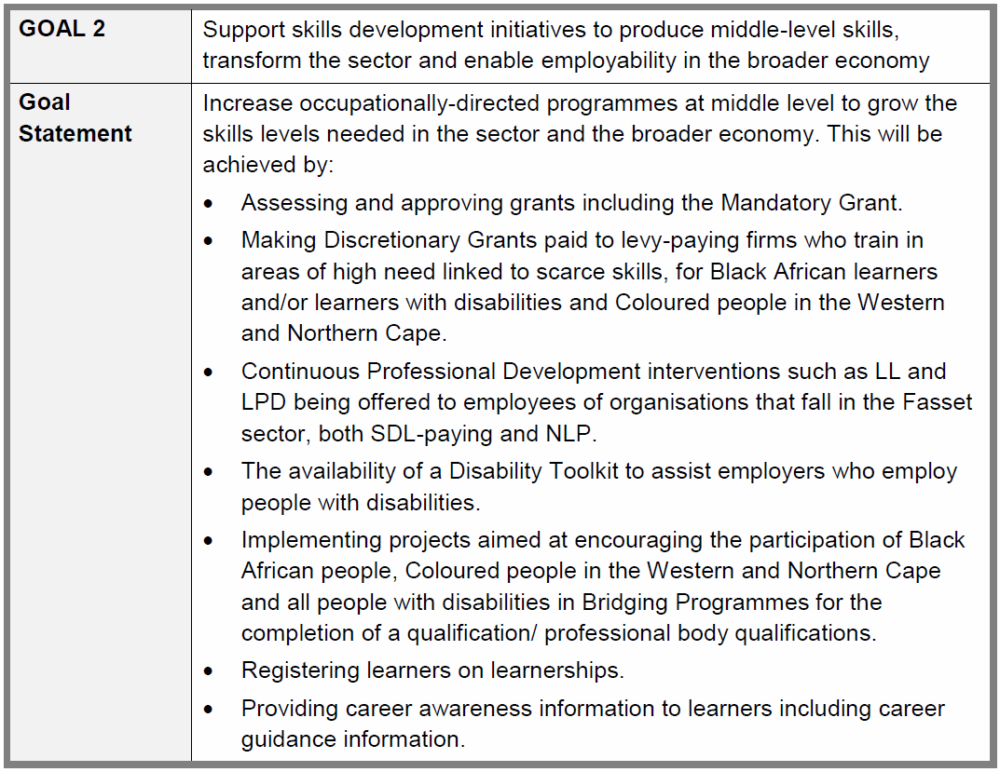 GOAL 2
Support skills development initiatives to produce middle-level skills,
transform the sector and enable employability in the broader economy
Goal
Statement
Increase occupationally-directed programmes at middle level to grow the
skills levels needed in the sector and the broader economy. This will be
achieved by:
• Assessing and approving grants including the Mandatory Grant.
• Making Discretionary Grants paid to levy-paying firms who train in
areas of high need linked to scarce skills, for Black African learners
and/or learners with disabilities and Coloured people in the Western
and Northern Cape.
• Continuous Professional Development interventions such as LL and
LPD being offered to employees of organisations that fall in the Fasset
sector, both SDL-paying and NLP.
• The availability of a Disability Toolkit to assist employers who employ
people with disabilities.
• Implementing projects aimed at encouraging the participation of Black
African people, Coloured people in the Western and Northern Cape
and all people with disabilities in Bridging Programmes for the
completion of a qualification/ professional body qualifications.
• Registering learners on learnerships.
• Providing career awareness information to learners including career
guidance information.